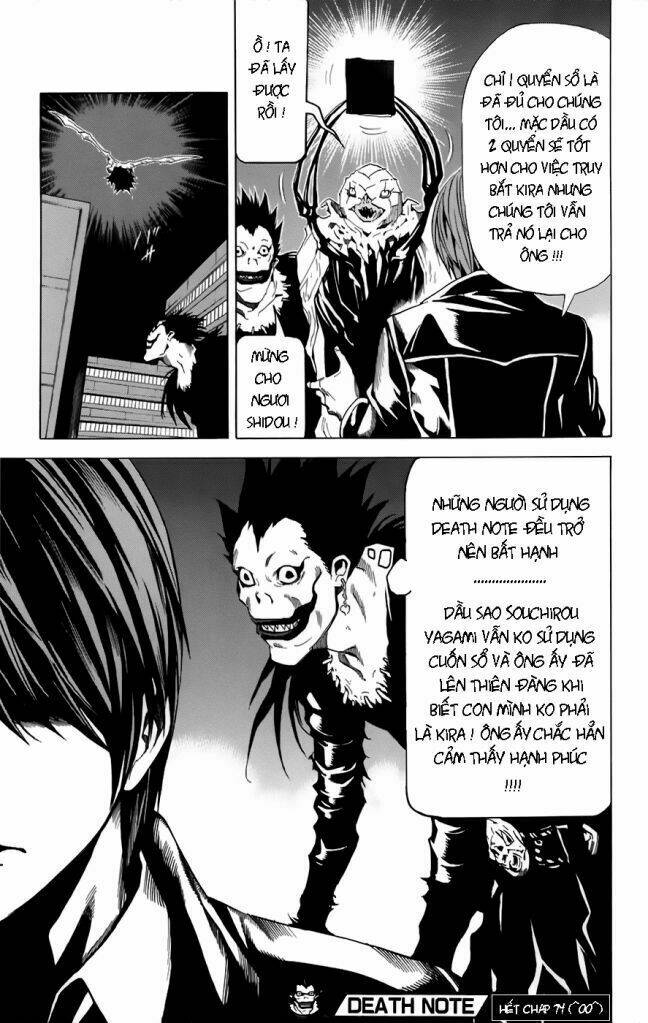 CHỈ 1 QUYỂN SỔ LÀ
ĐÃ ĐỦ CHO CHÚNG
TÔI... MẶC DẦU CÓ
2 QUYỂN SẼ TỐT
HƠN CHO VIỆC TRUY
BẮT KIRA NHƯNG
CHÚNG TÔI VẪN
TRẢ NÓ LẠI CHO
ÔNG !!!
Ồ ! TA
ĐÃ LẤY
ĐƯỢC
RỒI !
MỪNG
CHO
NGƯƠI
SHIDOU !
NHỮNG NGƯỜI SỬ DỤNG
DEATH NOTE ĐỀU TRỞ
NÊN BẤT HẠNH
......................
DẦU SAO SOUCHIROU
YAGAMI VẪN KO SỬ DỤNG
CUỐN SỔ VÀ ÔNG ẤY ĐÃ
LÊN THIÊN ĐÀNG KHI
BIẾT CON MÌNH KO PHẢI
LÀ KIRA ! ÔNG ẤY CHẮC HẲN
CẢM THẤY HẠNH PHÚC
!!!!
DEATH NOTE
HẾT CHAP 74 (^00^)